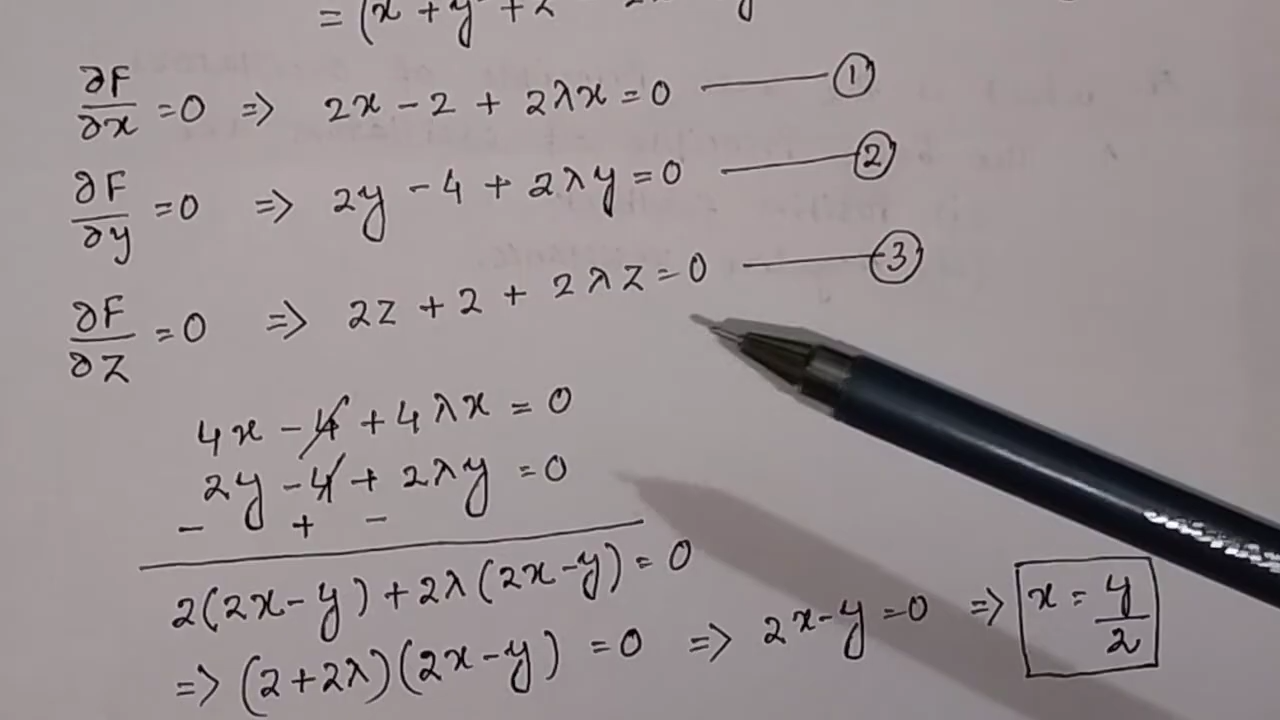 = (x + y + 2
∂F/∂x = 0 => 2x - 2 + 2λx = 0 —— ①
∂F/∂y = 0 => 2y - 4 + 2λy = 0 —— ②
∂F/∂z = 0 => 2z + 2 + 2λz = 0 —— ③
4x - 4 + 4λx = 0
2y - 4 + 2λy = 0
- + -
2(2x - y) + 2λ(2x - y) = 0
=> (2 + 2λ)(2x - y) = 0 => 2x - y = 0 => x = y/2